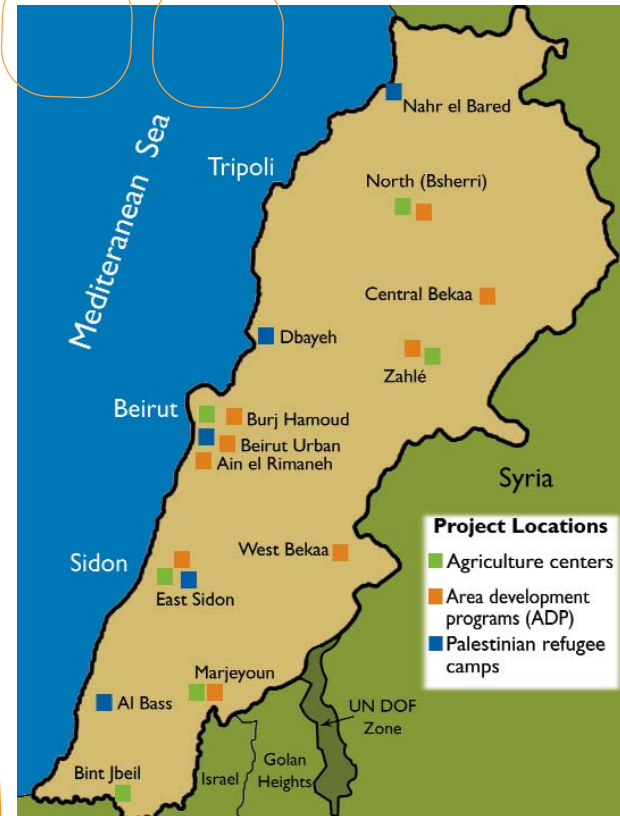 Nahr el Bared
Mediteranean Sea
Tripoli
North (Bsherri)
Central Bekaa
Dbayeh
Zahlé
Beirut
Burj Hamoud
Beirut Urban
Ain el Rimaneh
Syria
Project Locations
Agriculture centers
Area development
programs (ADP)
Palestinian refugee
camps
West Bekaa
Sidon
East Sidon
Marjeyoun
Al Bass
UN DOF
Zone
Golan
Heights
Israel
Bint Jbeil